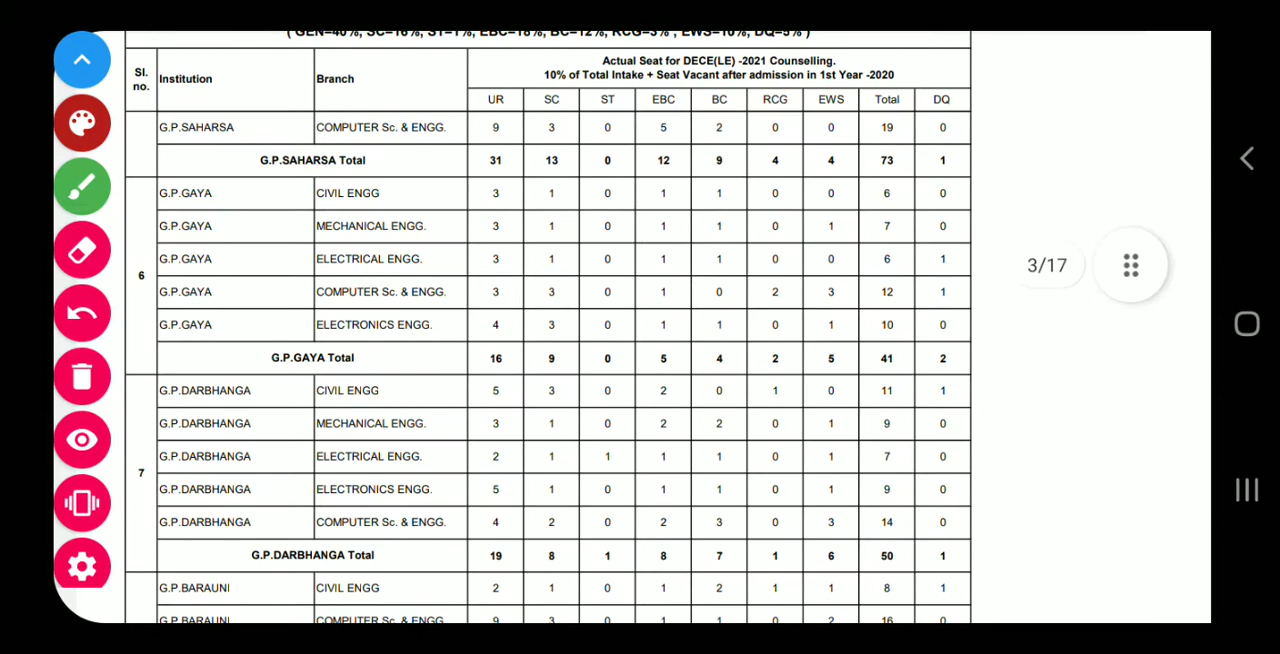 ( GEN=40%, SC=16%, ST=1%, EBC=18%, BC=12%, RCG=3% , EWS=10%, DQ=5% )
Sl. no. Institution Branch Actual Seat for DECE(LE) -2021 Counselling.
10% of Total Intake + Seat Vacant after admission in 1st Year -2020
UR SC ST EBC BC RCG EWS Total DQ
G.P.SAHARSA COMPUTER Sc. & ENGG. 9 3 0 5 2 0 0 19 0
G.P.SAHARSA Total 31 13 0 12 9 4 4 73 1
6
G.P.GAYA CIVIL ENGG 3 1 0 1 1 0 0 6 0
G.P.GAYA MECHANICAL ENGG. 3 1 0 1 1 0 1 7 0
G.P.GAYA ELECTRICAL ENGG. 3 1 0 1 1 0 0 6 1
G.P.GAYA COMPUTER Sc. & ENGG. 3 3 0 1 0 2 3 12 1
G.P.GAYA ELECTRONICS ENGG. 4 3 0 1 1 0 1 10 0
G.P.GAYA Total 16 9 0 5 4 2 5 41 2
7
G.P.DARBHANGA CIVIL ENGG 5 3 0 2 0 1 0 11 1
G.P.DARBHANGA MECHANICAL ENGG. 3 1 0 2 2 0 1 9 0
G.P.DARBHANGA ELECTRICAL ENGG. 2 1 1 1 1 0 1 7 0
G.P.DARBHANGA ELECTRONICS ENGG. 5 1 0 1 1 0 1 9 0
G.P.DARBHANGA COMPUTER Sc. & ENGG. 4 2 0 2 3 0 3 14 0
G.P.DARBHANGA Total 19 8 1 8 7 1 6 50 1
G.P.BARAUNI CIVIL ENGG 2 1 0 1 2 1 1 8 1
G.P.BARAUNI COMPUTER Sc. & ENGG 9 3 0 1 1 0 2 16 0
3/17